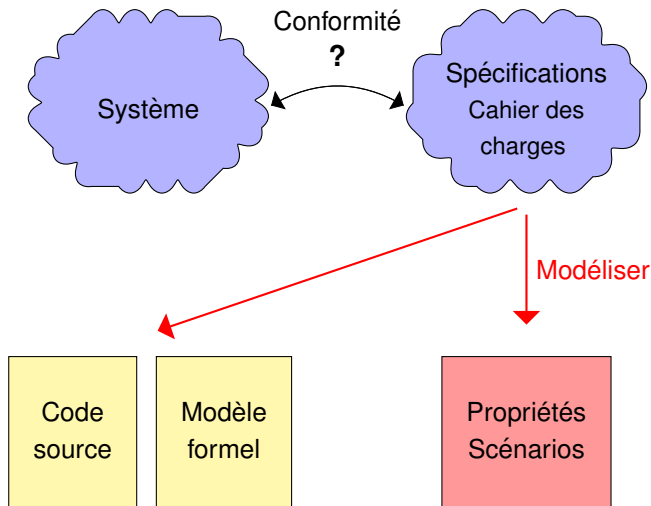 Conformité
?
Système
Spécifications
Cahier des
charges
Modéliser
Code
source
Modèle
formel
Propriétés
Scénarios